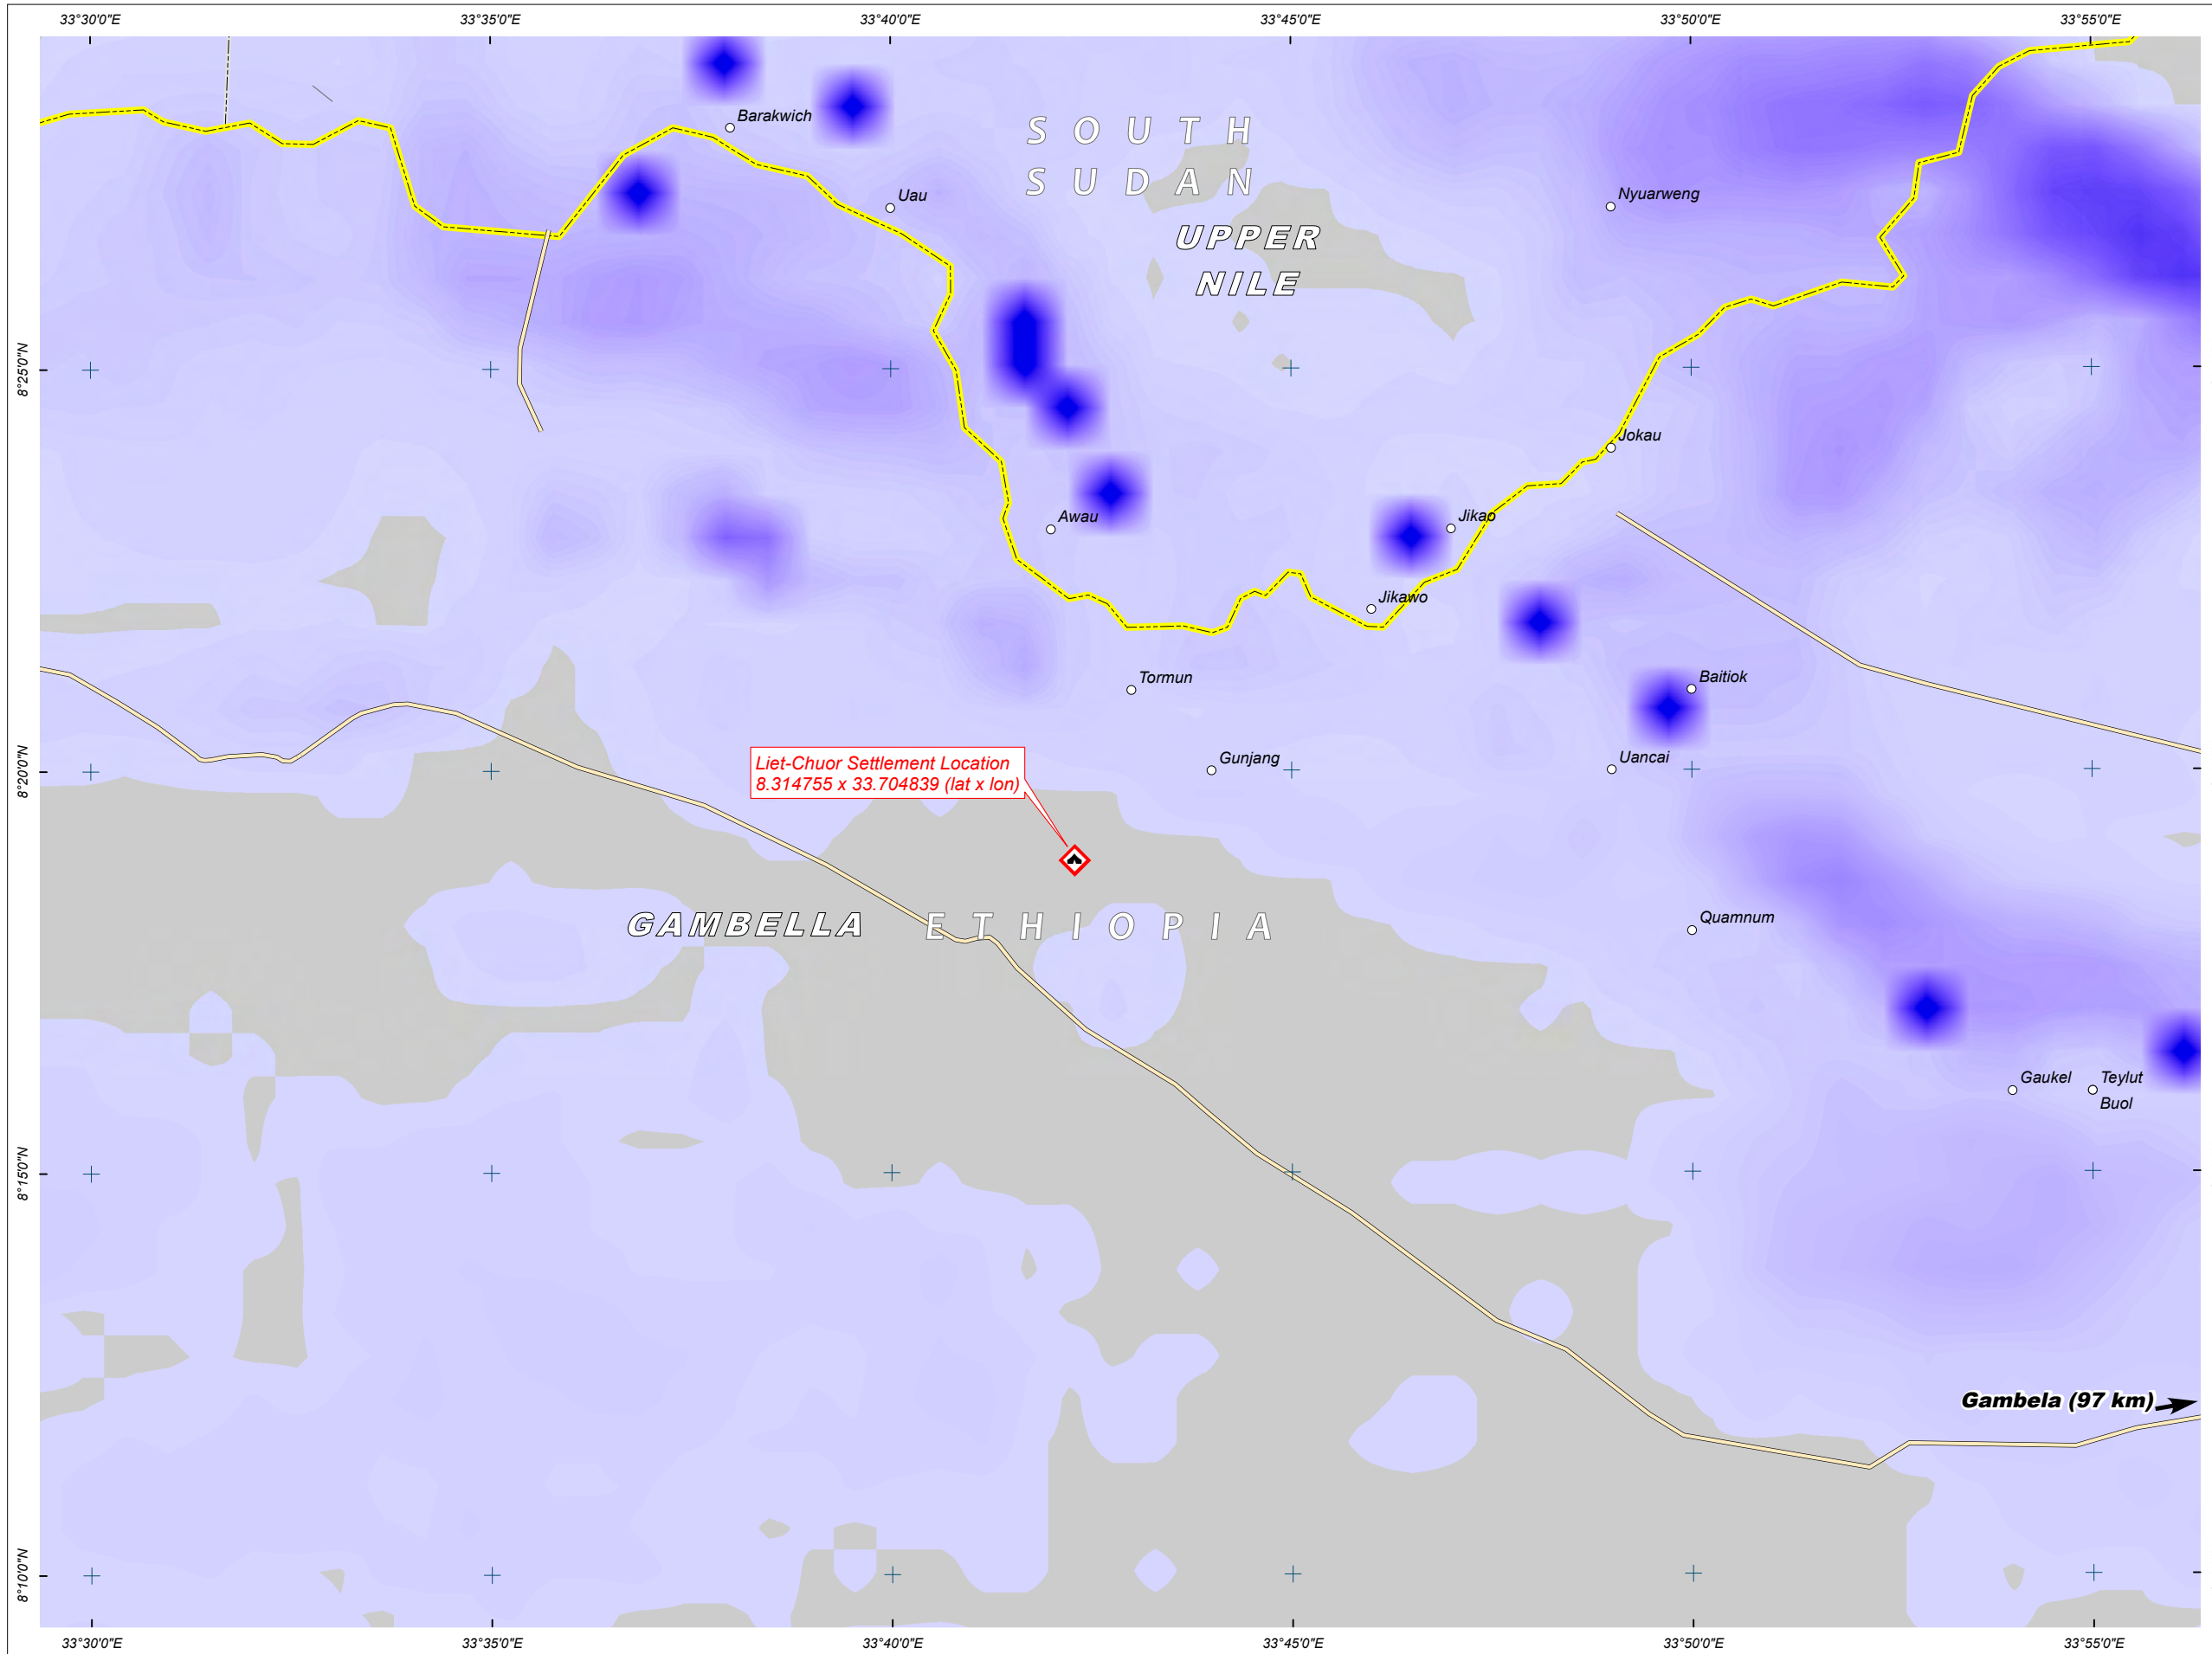 33°30'0"E
33°35'0"E
33°40'0"E
33°45'0"E
33°50'0"E
33°55'0"E
Barakwich
SOUTH
SUDAN
Uau
Nyuarweng
UPPER
NILE
8°25'0"N
Jokau
Awau
Jikao
Jikawo
Tormun
Baitiok
8°20'0"N
Liet-Chuor Settlement Location
8.314755 x 33.704839 (lat x lon)
Gunjang
Uancai
GAMBELLA
ETHIOPIA
Quamnum
Gaukel
Teylut
Buol
8°15'0"N
Gambela (97 km)
8°10'0"N
33°30'0"E
33°35'0"E
33°40'0"E
33°45'0"E
33°50'0"E
33°55'0"E